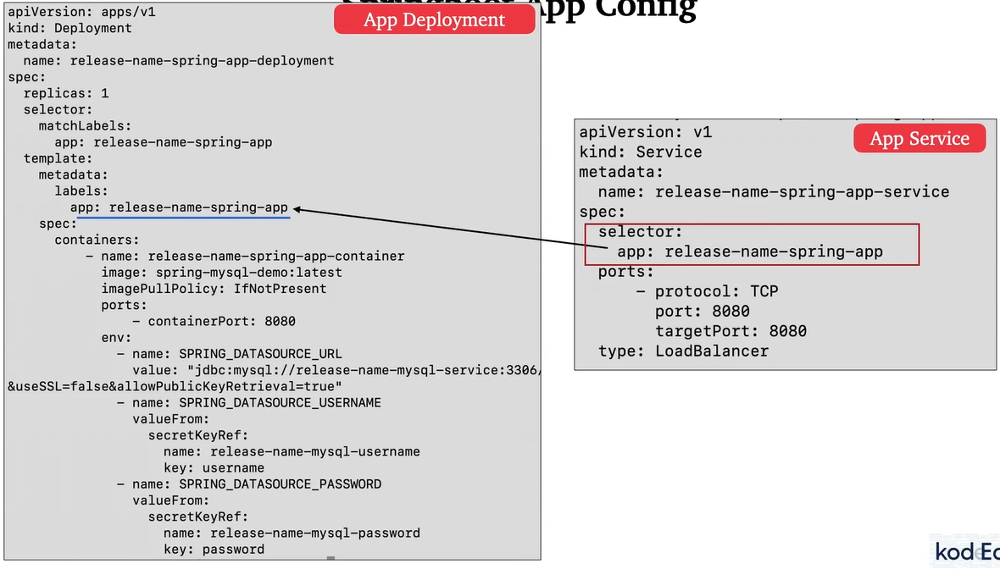 App Config
App Deployment
apiVersion: apps/v1
kind: Deployment
metadata:
  name: release-name-spring-app-deployment
spec:
  replicas: 1
  selector:
    matchLabels:
      app: release-name-spring-app
  template:
    metadata:
      labels:
        app: release-name-spring-app
    spec:
      containers:
          - name: release-name-spring-app-container
            image: spring-mysql-demo:latest
            imagePullPolicy: IfNotPresent
            ports:
                - containerPort: 8080
            env:
              - name: SPRING_DATASOURCE_URL
                value: "jdbc:mysql://release-name-mysql-service:3306/
&useSSL=false&allowPublicKeyRetrieval=true"
              - name: SPRING_DATASOURCE_USERNAME
                valueFrom:
                  secretKeyRef:
                    name: release-name-mysql-username
                    key: username
              - name: SPRING_DATASOURCE_PASSWORD
                valueFrom:
                  secretKeyRef:
                    name: release-name-mysql-password
                    key: password
App Service
apiVersion: v1
kind: Service
metadata:
  name: release-name-spring-app-service
spec:
  selector:
    app: release-name-spring-app
  ports:
      - protocol: TCP
        port: 8080
        targetPort: 8080
  type: LoadBalancer
kodEd